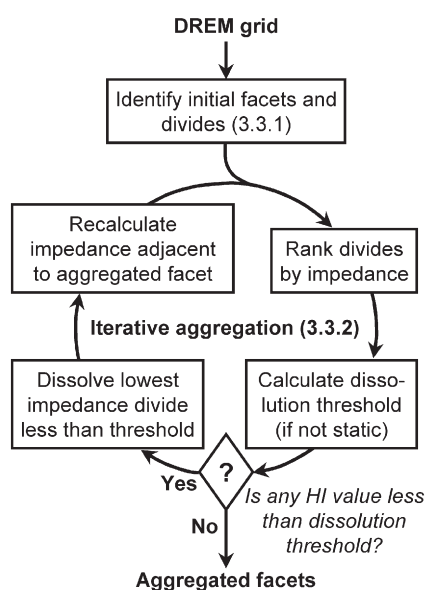 DREM grid
Identify initial facets and
divides (3.3.1)
Recalculate
impedance adjacent
to aggregated facet
Rank divides
by impedance
Iterative aggregation (3.3.2)
Dissolve lowest
impedance divide
less than threshold
Calculate disso-
lution threshold
(if not static)
?
Yes
Is any HI value less
than dissolution
threshold?
No
Aggregated facets